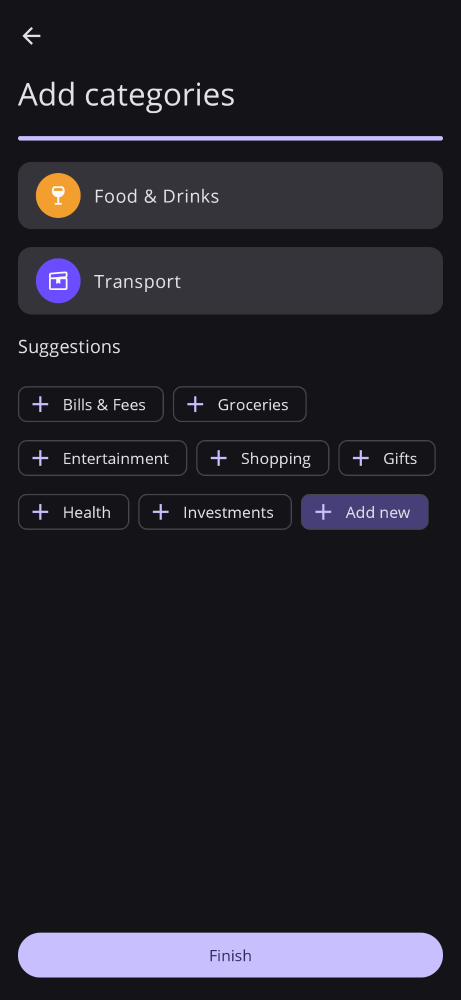 Add categories
Food & Drinks
Transport
Suggestions
Bills & Fees Groceries
Entertainment Shopping Gifts
Health Investments Add new
Finish